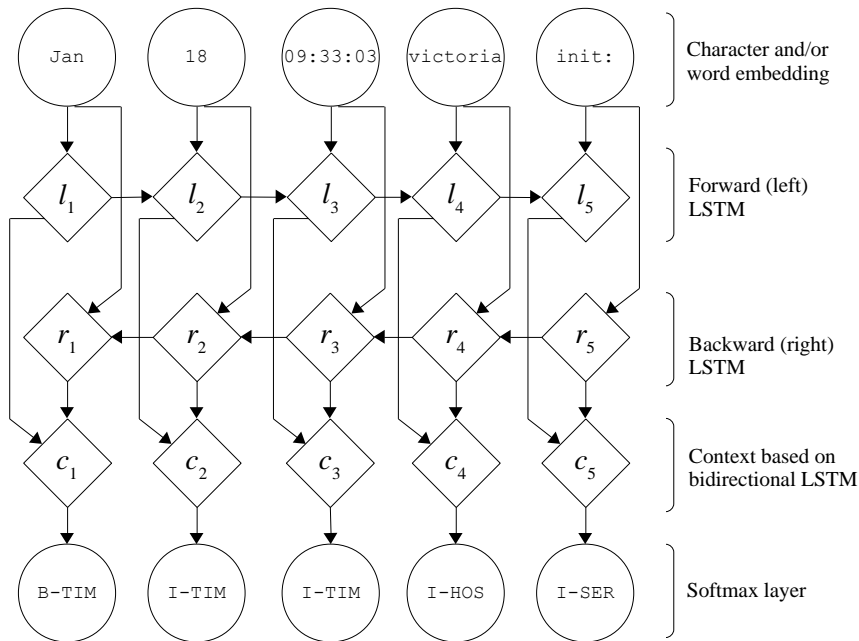 Jan 18 09:33:03 victoria init:
Character and/or
word embedding
l1 l2 l3 l4 l5
Forward (left)
LSTM
r1 r2 r3 r4 r5
Backward (right)
LSTM
c1 c2 c3 c4 c5
Context based on
bidirectional LSTM
B-TIM I-TIM I-TIM I-HOS I-SER
Softmax layer